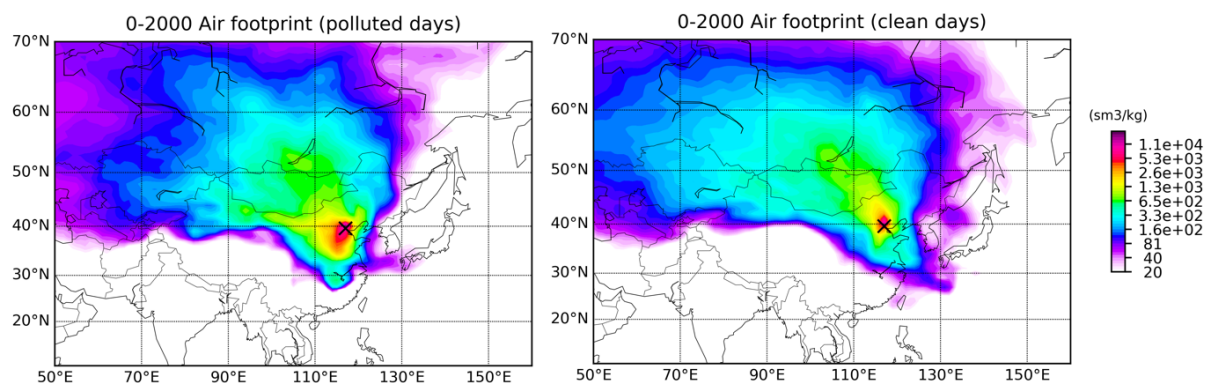 0-2000 Air footprint (polluted days)
70°N
60°N
50°N
40°N
30°N
20°N
50°E 70°E 90°E 110°E 130°E 150°E
0-2000 Air footprint (clean days)
70°N
60°N
50°N
40°N
30°N
20°N
50°E 70°E 90°E 110°E 130°E 150°E
(sm3/kg)
1.1e+04
5.3e+03
2.6e+03
1.3e+03
6.5e+02
3.3e+02
1.6e+02
81
40
20